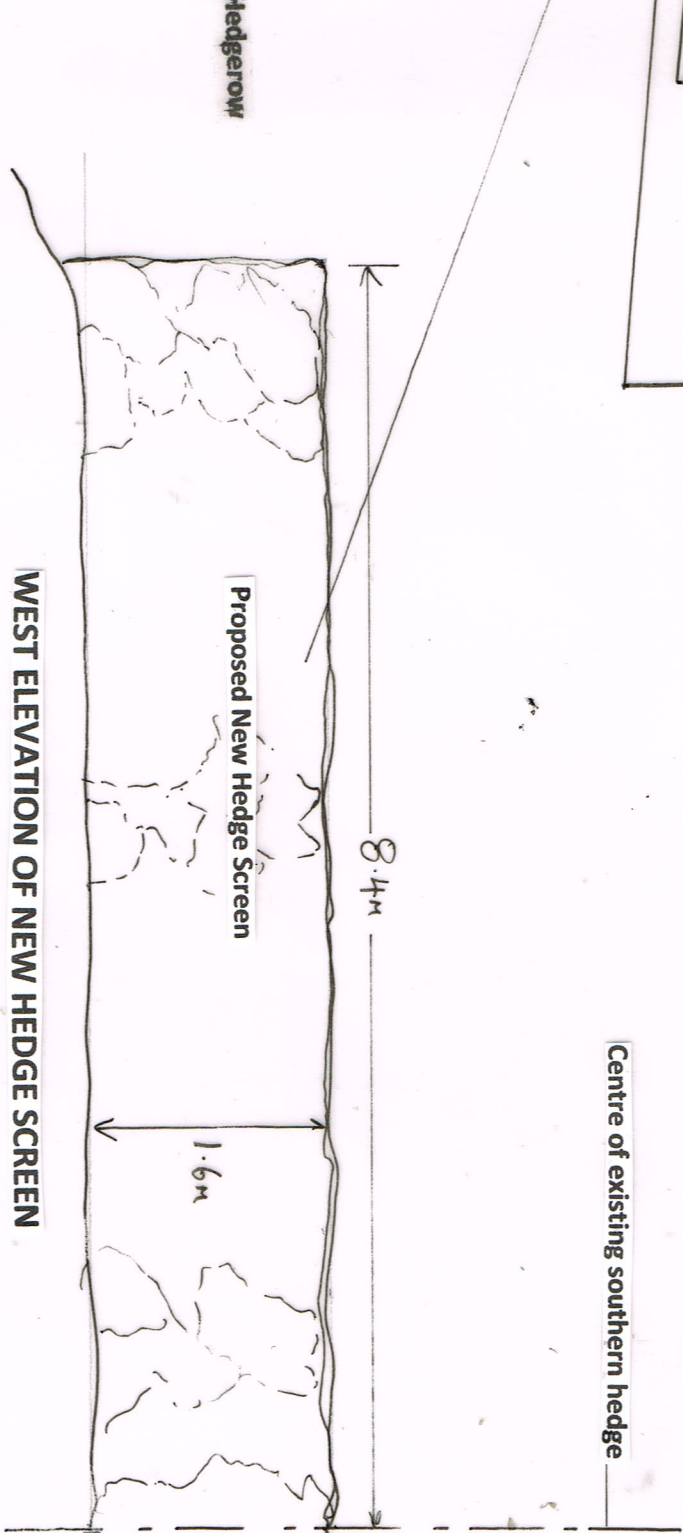 Hedgerow
Centre of existing southern hedge
8.4M
Proposed New Hedge Screen
1.6M
WEST ELEVATION OF NEW HEDGE SCREEN